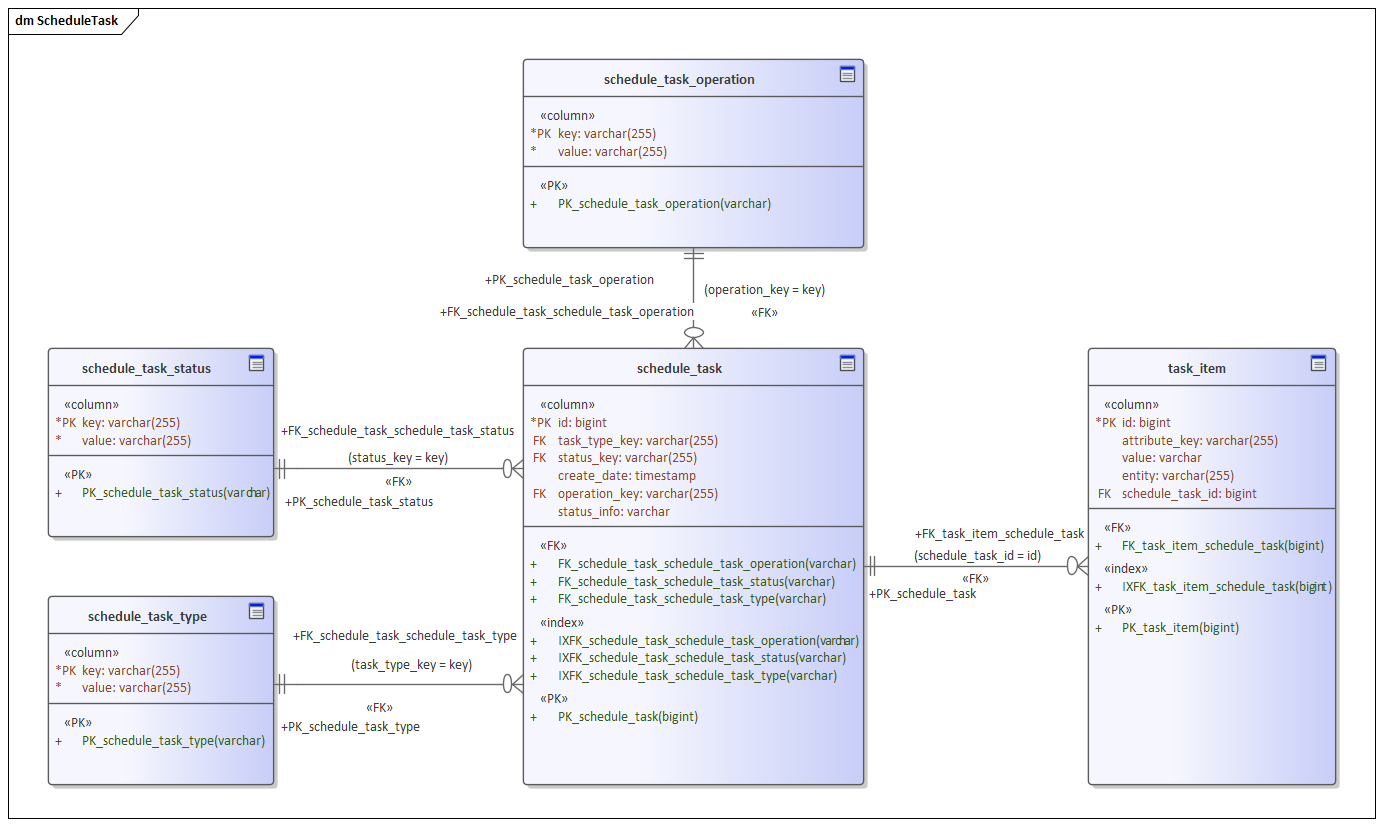 dm ScheduleTask
schedule_task_operation
«column»
*PK key: varchar(255)
* value: varchar(255)
«PK»
+ PK_schedule_task_operation(varchar)
+PK_schedule_task_operation
(operation_key = key)
+FK_schedule_task_schedule_task_operation
«FK»
schedule_task_status
«column»
*PK key: varchar(255)
* value: varchar(255)
«PK»
+ PK_schedule_task_status(varchar)
+FK_schedule_task_schedule_task_status
(status_key = key)
«FK»
+PK_schedule_task_status
schedule_task_type
«column»
*PK key: varchar(255)
* value: varchar(255)
«PK»
+ PK_schedule_task_type(varchar)
+FK_schedule_task_schedule_task_type
(task_type_key = key)
«FK»
+PK_schedule_task_type
schedule_task
«column»
*PK id: bigint
FK task_type_key: varchar(255)
FK status_key: varchar(255)
create_date: timestamp
FK operation_key: varchar(255)
status_info: varchar
«FK»
+ FK_schedule_task_schedule_task_operation(varchar)
+ FK_schedule_task_schedule_task_status(varchar)
+ FK_schedule_task_schedule_task_type(varchar)
«index»
+ IXFK_schedule_task_schedule_task_operation(varchar)
+ IXFK_schedule_task_schedule_task_status(varchar)
+ IXFK_schedule_task_schedule_task_type(varchar)
«PK»
+ PK_schedule_task(bigint)
+FK_task_item_schedule_task
(schedule_task_id = id)
«FK»
+PK_schedule_task
task_item
«column»
*PK id: bigint
attribute_key: varchar(255)
value: varchar
entity: varchar(255)
FK schedule_task_id: bigint
«FK»
+ FK_task_item_schedule_task(bigint)
«index»
+ IXFK_task_item_schedule_task(bigint)
«PK»
+ PK_task_item(bigint)